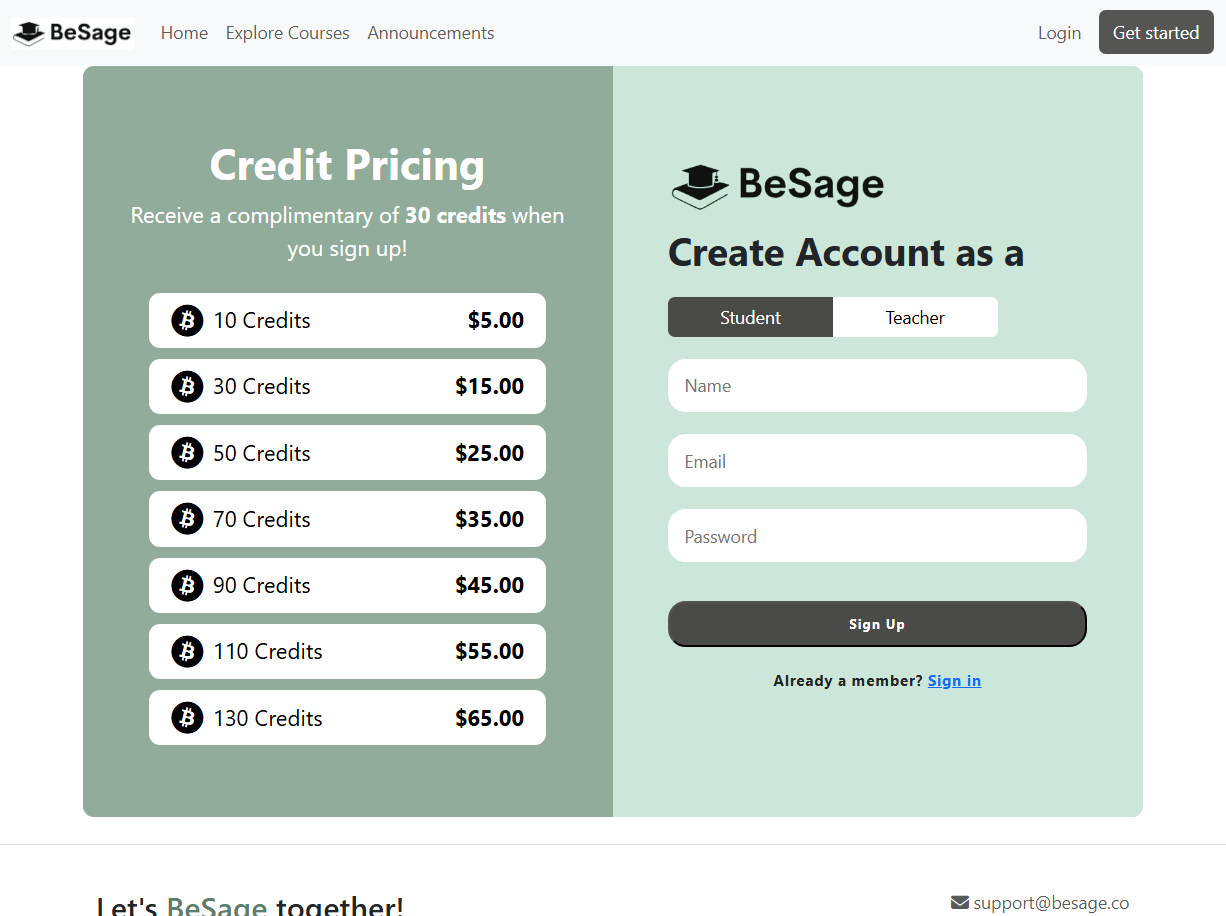 BeSage Home Explore Courses Announcements Login Get started
Credit Pricing
Receive a complimentary of 30 credits when
you sign up!
10 Credits $5.00
30 Credits $15.00
50 Credits $25.00
70 Credits $35.00
90 Credits $45.00
110 Credits $55.00
130 Credits $65.00
BeSage
Create Account as a
Student Teacher
Name
Email
Password
Sign Up
Already a member? Sign in
Let's BeSage together!
support@besage.co